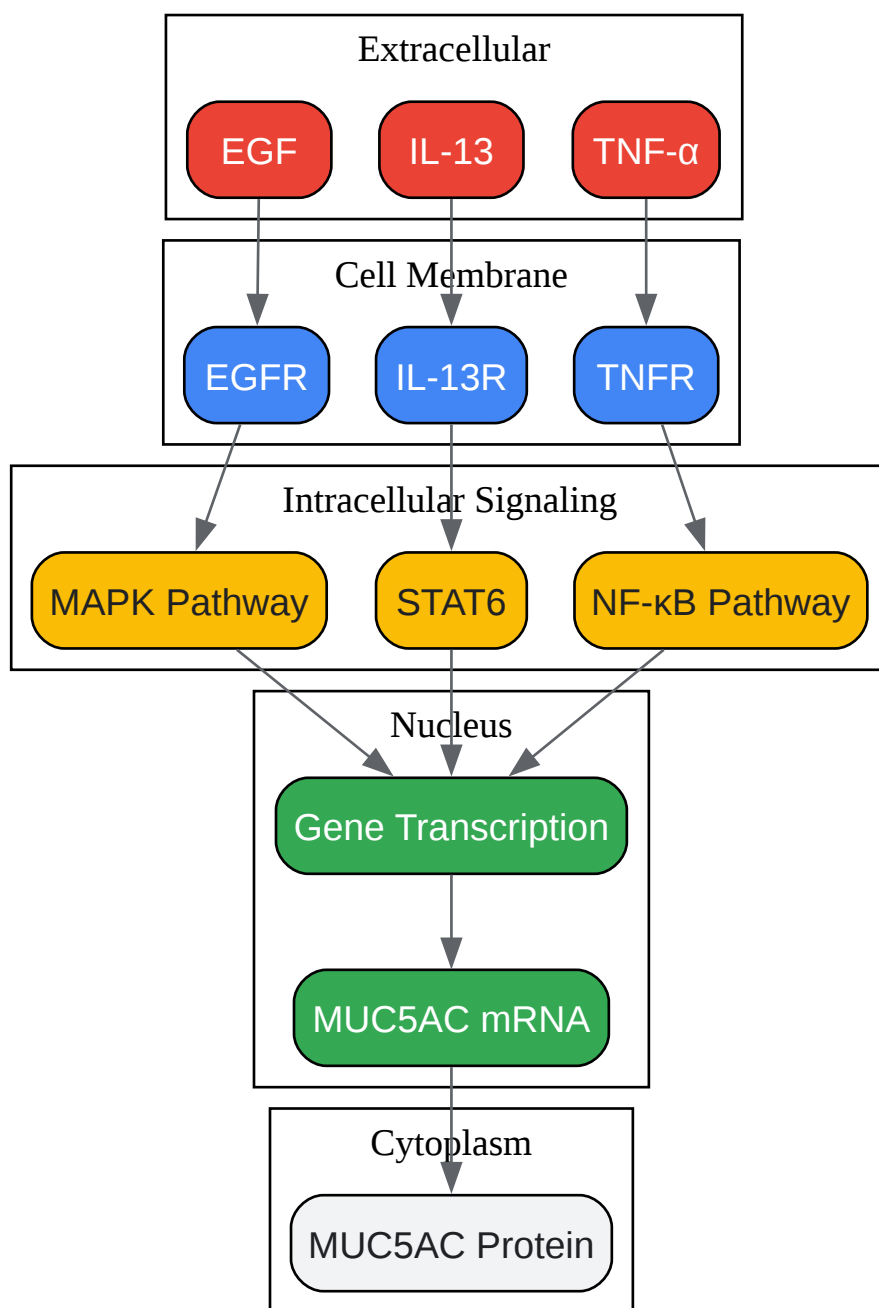 Extracellular
EGF
IL-13
TNF-α
Cell Membrane
EGFR
IL-13R
TNFR
Intracellular Signaling
MAPK Pathway
STAT6
NF-κB Pathway
Nucleus
Gene Transcription
MUC5AC mRNA
Cytoplasm
MUC5AC Protein